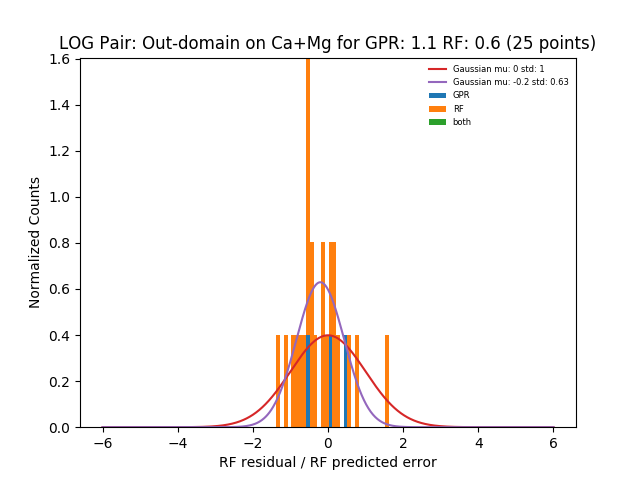 LOG Pair: Out-domain on Ca+Mg for GPR: 1.1 RF: 0.6 (25 points)
Gaussian mu: 0 std: 1
Gaussian mu: -0.2 std: 0.63
GPR
RF
both
Normalized Counts
1.6
1.4
1.2
1.0
0.8
0.6
0.4
0.2
0.0
−6
−4
−2
0
2
4
6
RF residual / RF predicted error